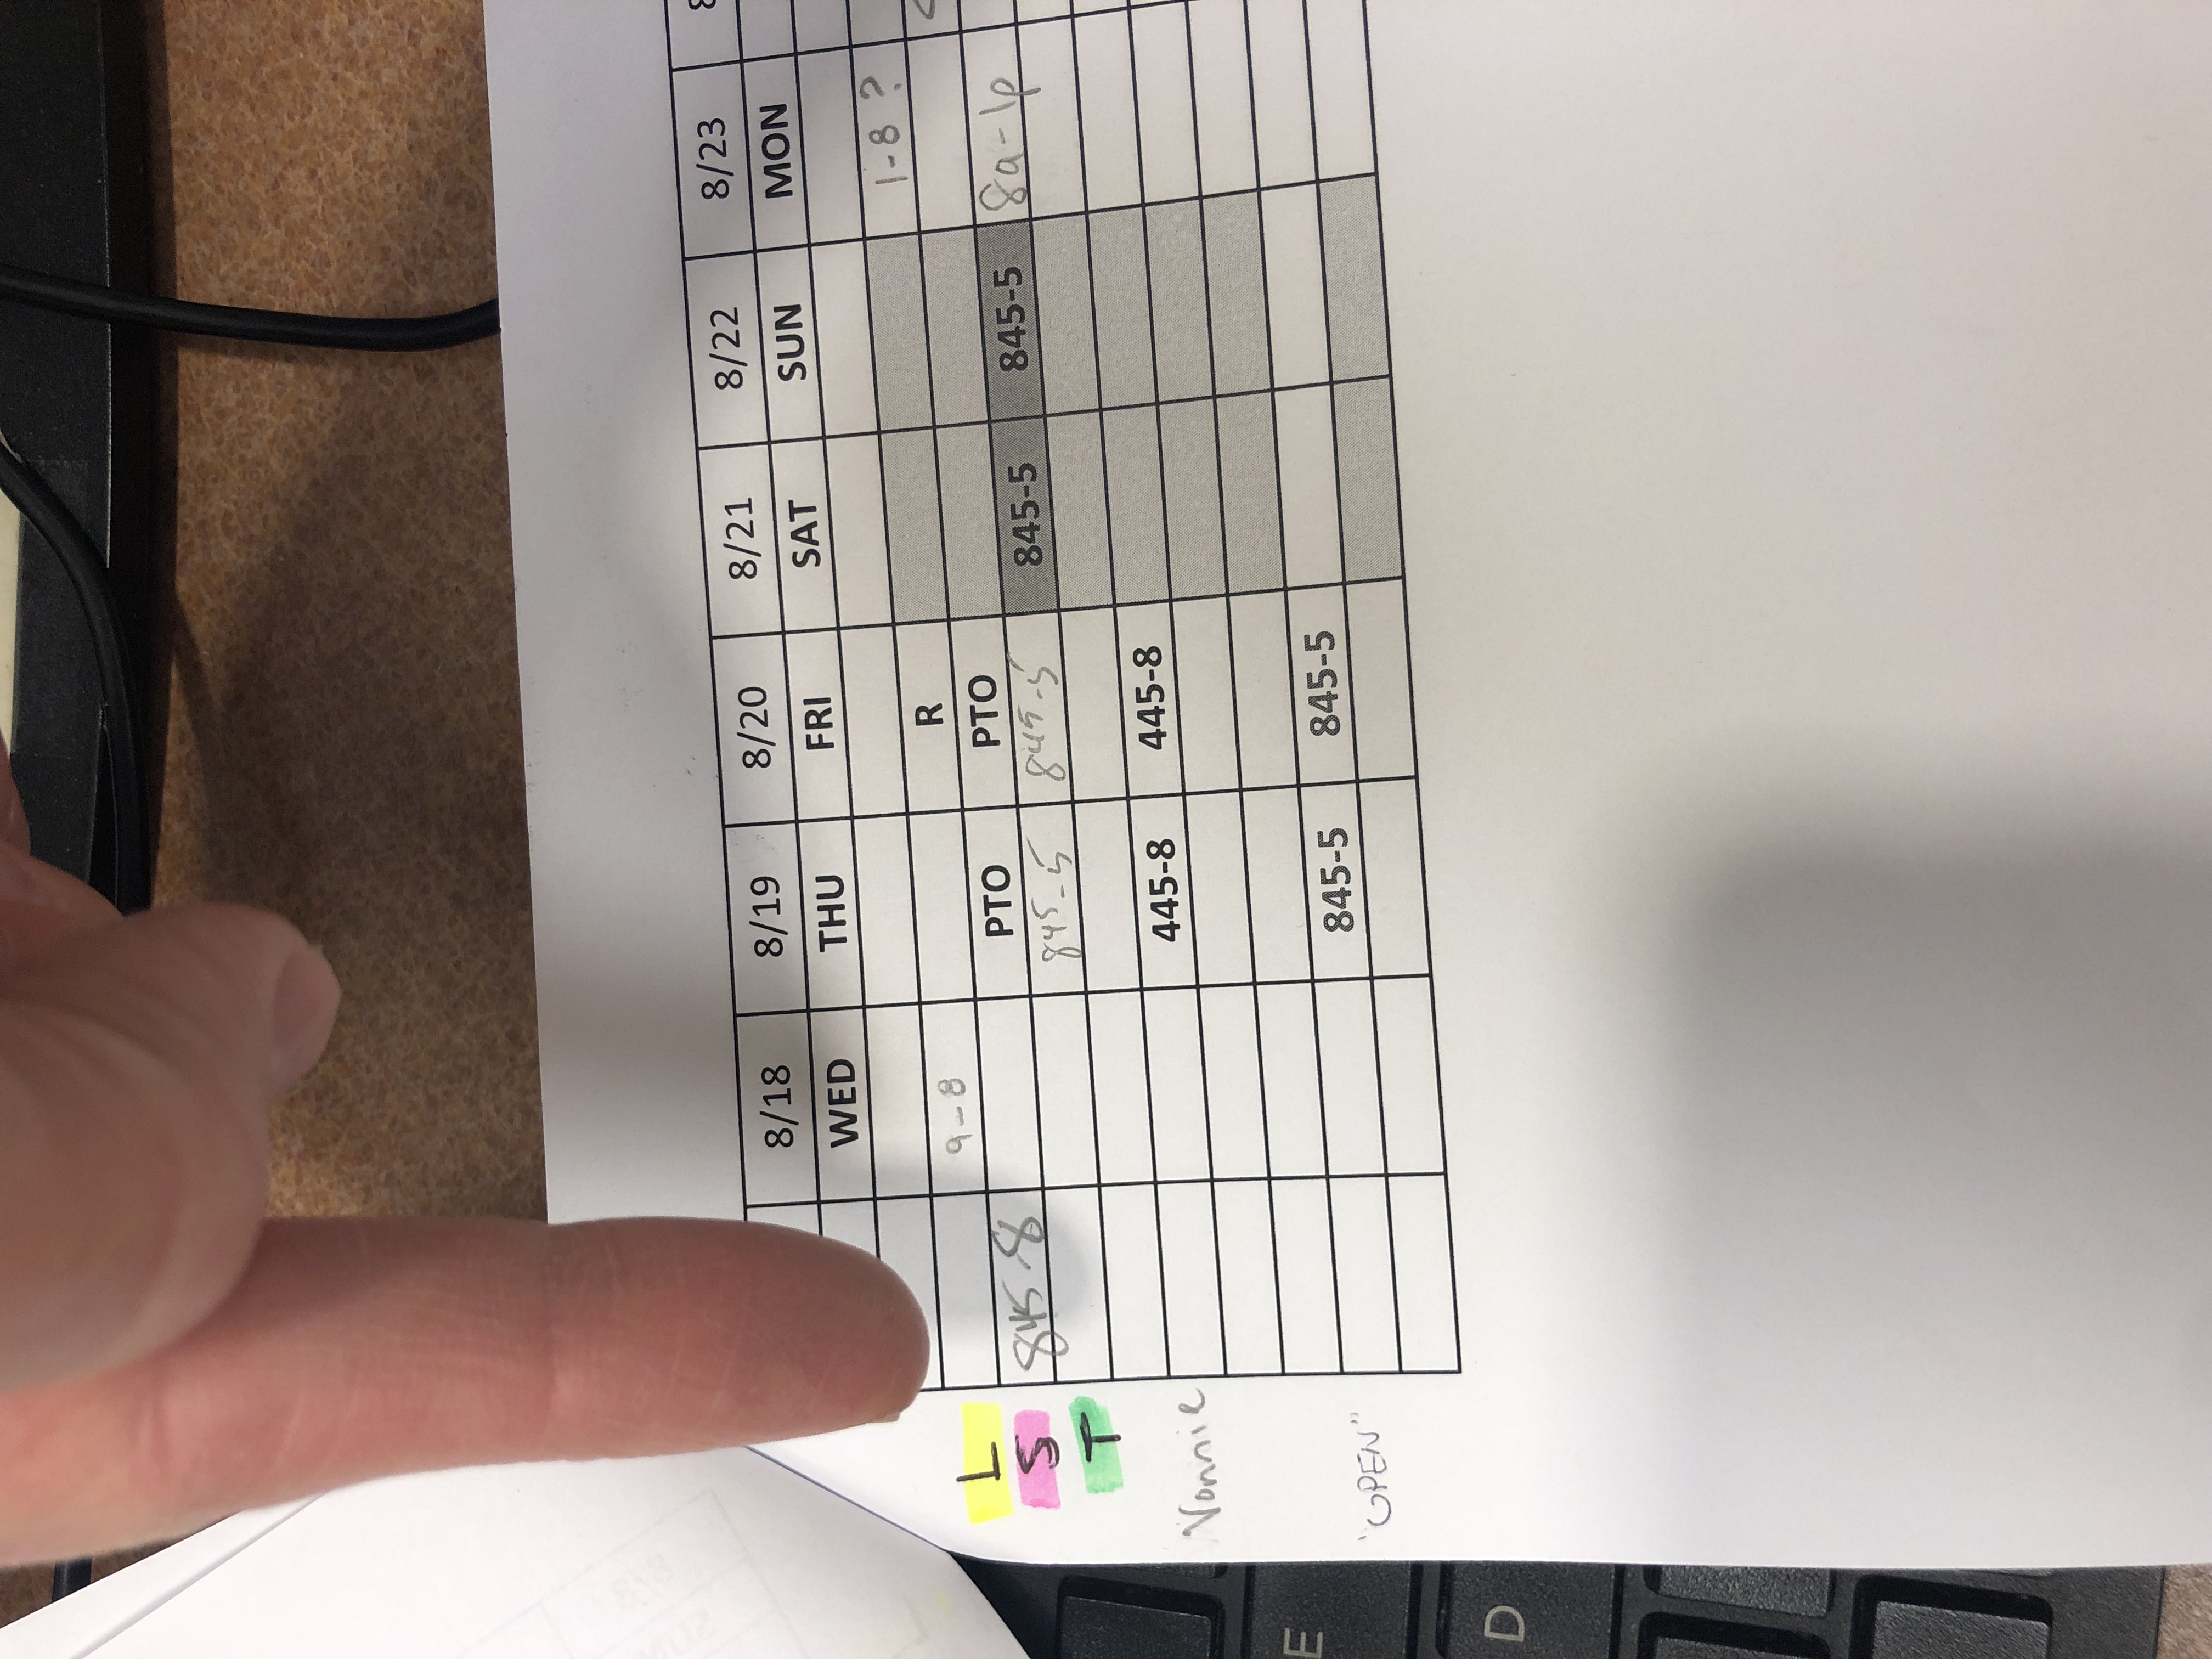 8/18 8/19 8/20 8/21 8/22 8/23
WED THU FRI SAT SUN MON
1-8 ?
9-8 R
L PTO PTO
S 845-8 845-5 845-5 845-5 845-5 8a-1p
T
445-8 445-8
Vonnie
845-5 845-5
"OPEN"
E
D